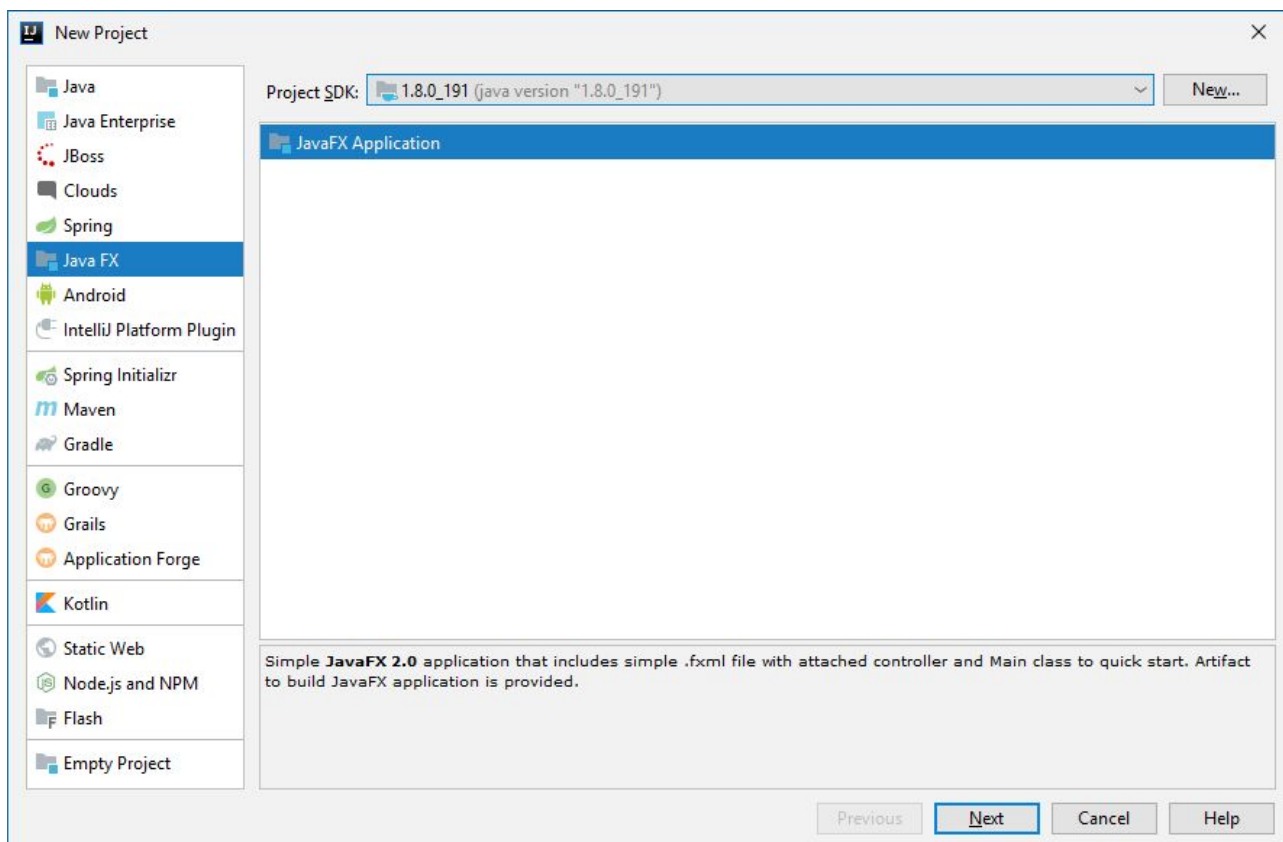 IJ New Project
Java
Java Enterprise
JBoss
Clouds
Spring
Java FX
Android
IntelliJ Platform Plugin
Spring Initializr
m Maven
Gradle
G Groovy
Grails
Application Forge
Kotlin
Static Web
Node.js and NPM
F Flash
Empty Project
Project SDK: 1.8.0_191 (java version "1.8.0_191") New...
JavaFX Application
Simple JavaFX 2.0 application that includes simple .fxml file with attached controller and Main class to quick start. Artifact
to build JavaFX application is provided.
Previous Next Cancel Help